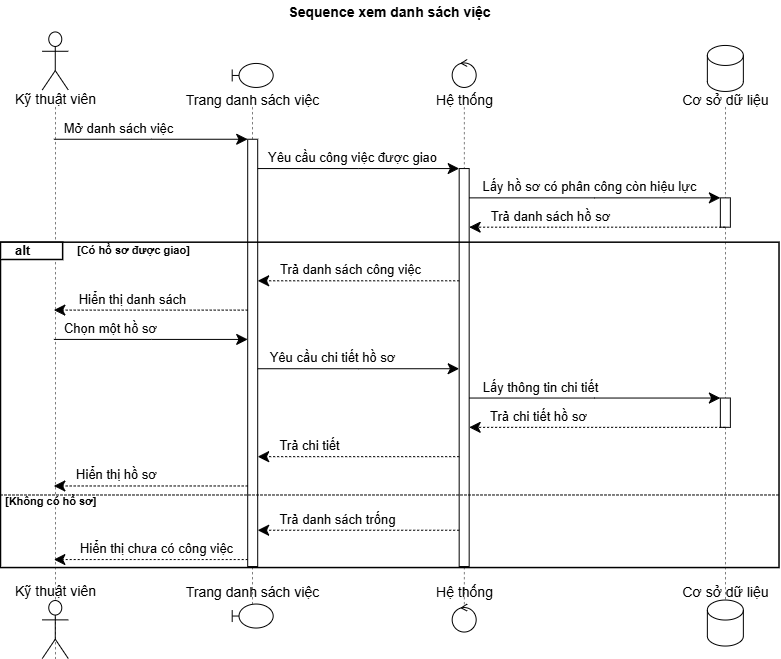 Sequence xem danh sách việc
Kỹ thuật viên
Trang danh sách việc
Hệ thống
Cơ sở dữ liệu
Mở danh sách việc
Yêu cầu công việc được giao
Lấy hồ sơ có phân công còn hiệu lực
Trả danh sách hồ sơ
alt
[Có hồ sơ được giao]
Trả danh sách công việc
Hiển thị danh sách
Chọn một hồ sơ
Yêu cầu chi tiết hồ sơ
Lấy thông tin chi tiết
Trả chi tiết hồ sơ
Trả chi tiết
Hiển thị hồ sơ
[Không có hồ sơ]
Trả danh sách trống
Hiển thị chưa có công việc
Kỹ thuật viên
Trang danh sách việc
Hệ thống
Cơ sở dữ liệu